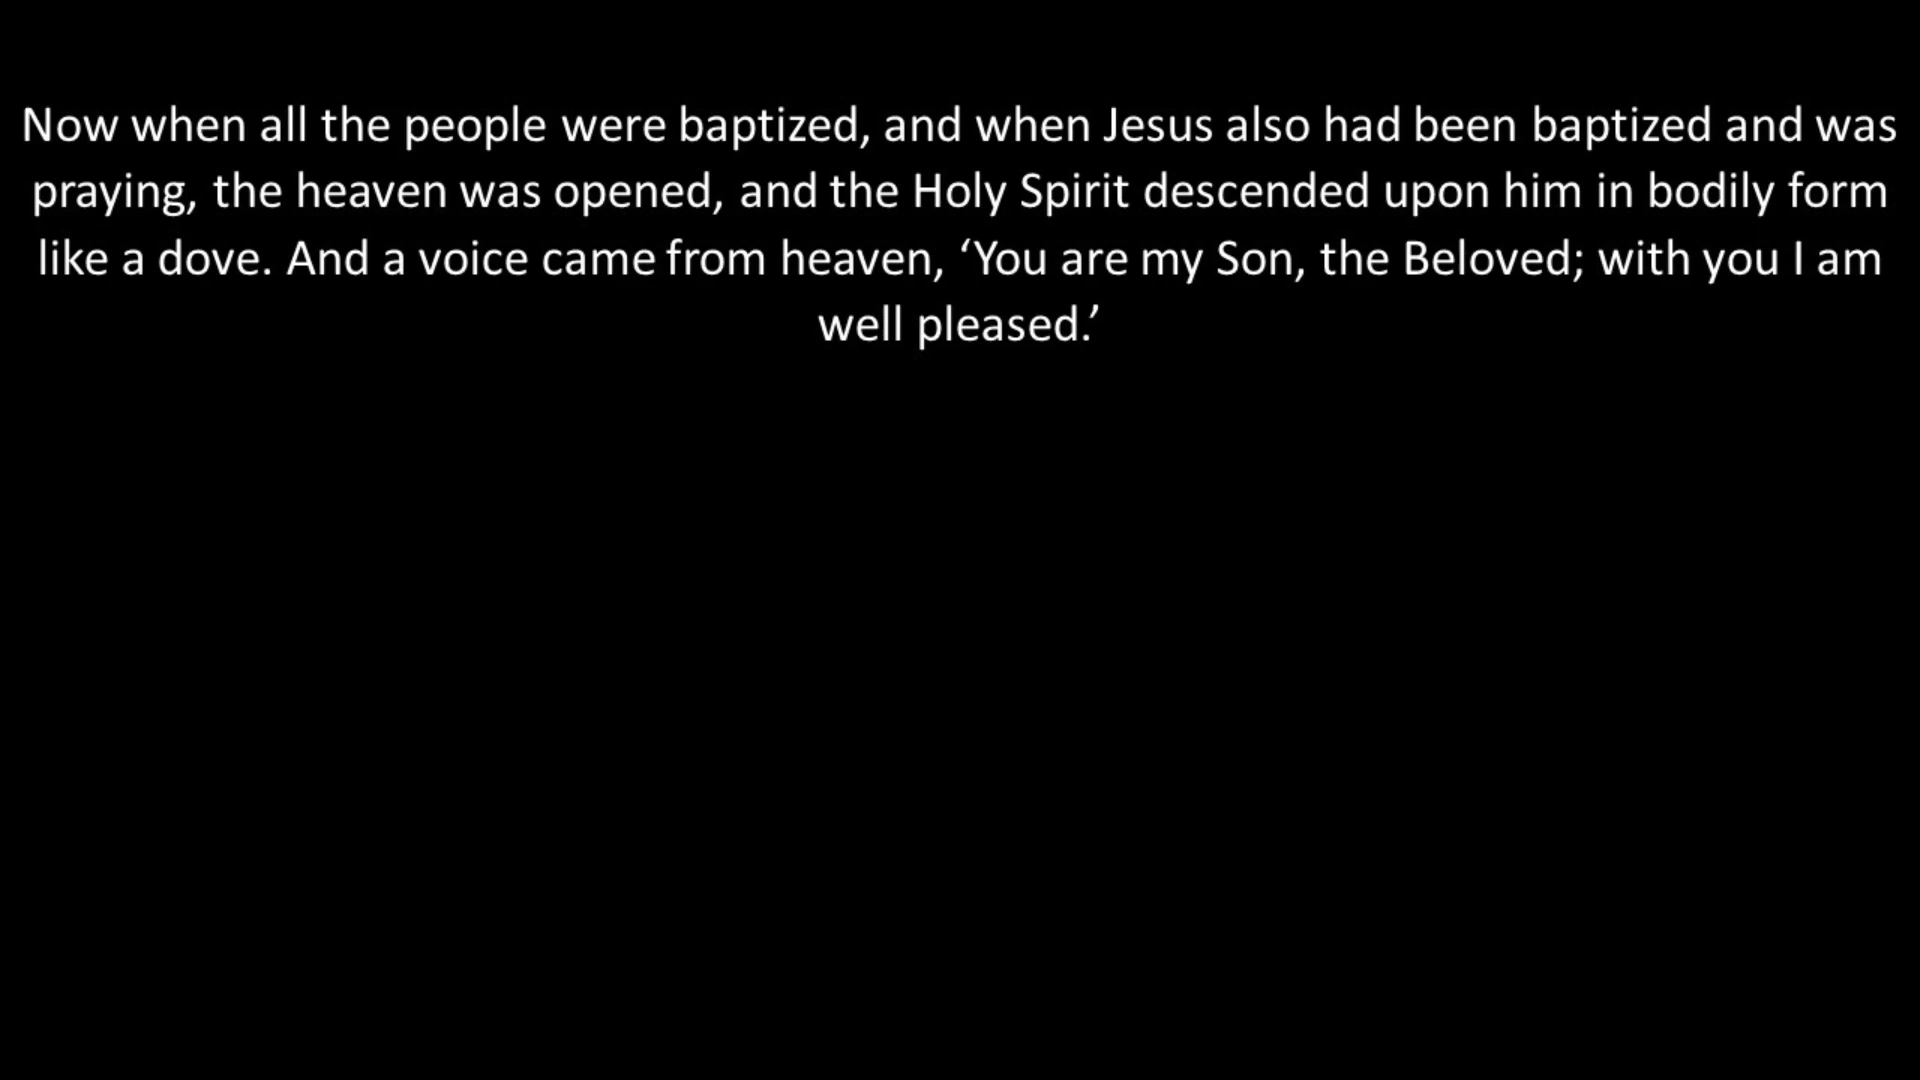 Now when all the people were baptized, and when Jesus also had been baptized and was
praying, the heaven was opened, and the Holy Spirit descended upon him in bodily form
like a dove. And a voice came from heaven, ‘You are my Son, the Beloved; with you I am
well pleased.’